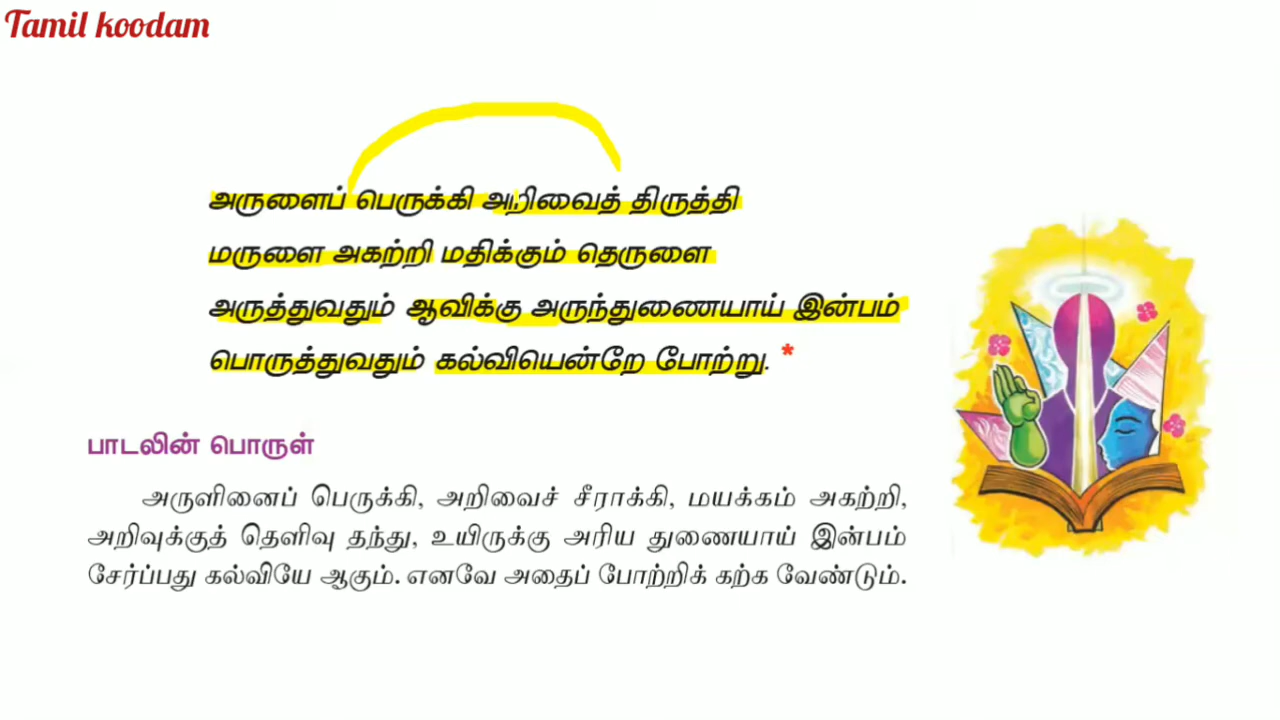 Tamil koodam
அருளைப் பெருக்கி அறிவைத் திருத்தி
மருளை அகற்றி மதிக்கும் தெருளை
அருத்துவதும் ஆவிக்கு அருந்துணையாய் இன்பம்
பொருத்துவதும் கல்வியென்றே போற்று. *
பாடலின் பொருள்
அருளினைப் பெருக்கி, அறிவைச் சீராக்கி, மயக்கம் அகற்றி,
அறிவுக்குத் தெளிவு தந்து, உயிருக்கு அரிய துணையாய் இன்பம்
சேர்ப்பது கல்வியே ஆகும். எனவே அதைப் போற்றிக் கற்க வேண்டும்.